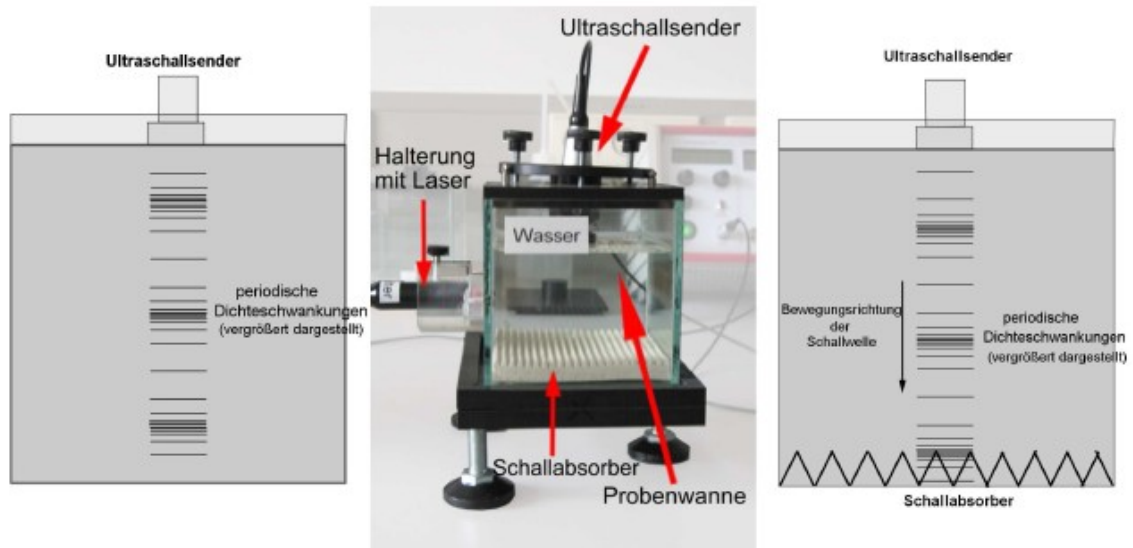 Ultraschallsender
periodische
Dichteschwankungen
(vergrößert dargestellt)
Ultraschallsender
Halterung
mit Laser
Wasser
Schallabsorber
Probenwanne
Ultraschallsender
Bewegungsrichtung
der
Schallwelle
periodische
Dichteschwankungen
(vergrößert dargestellt)
Schallabsorber